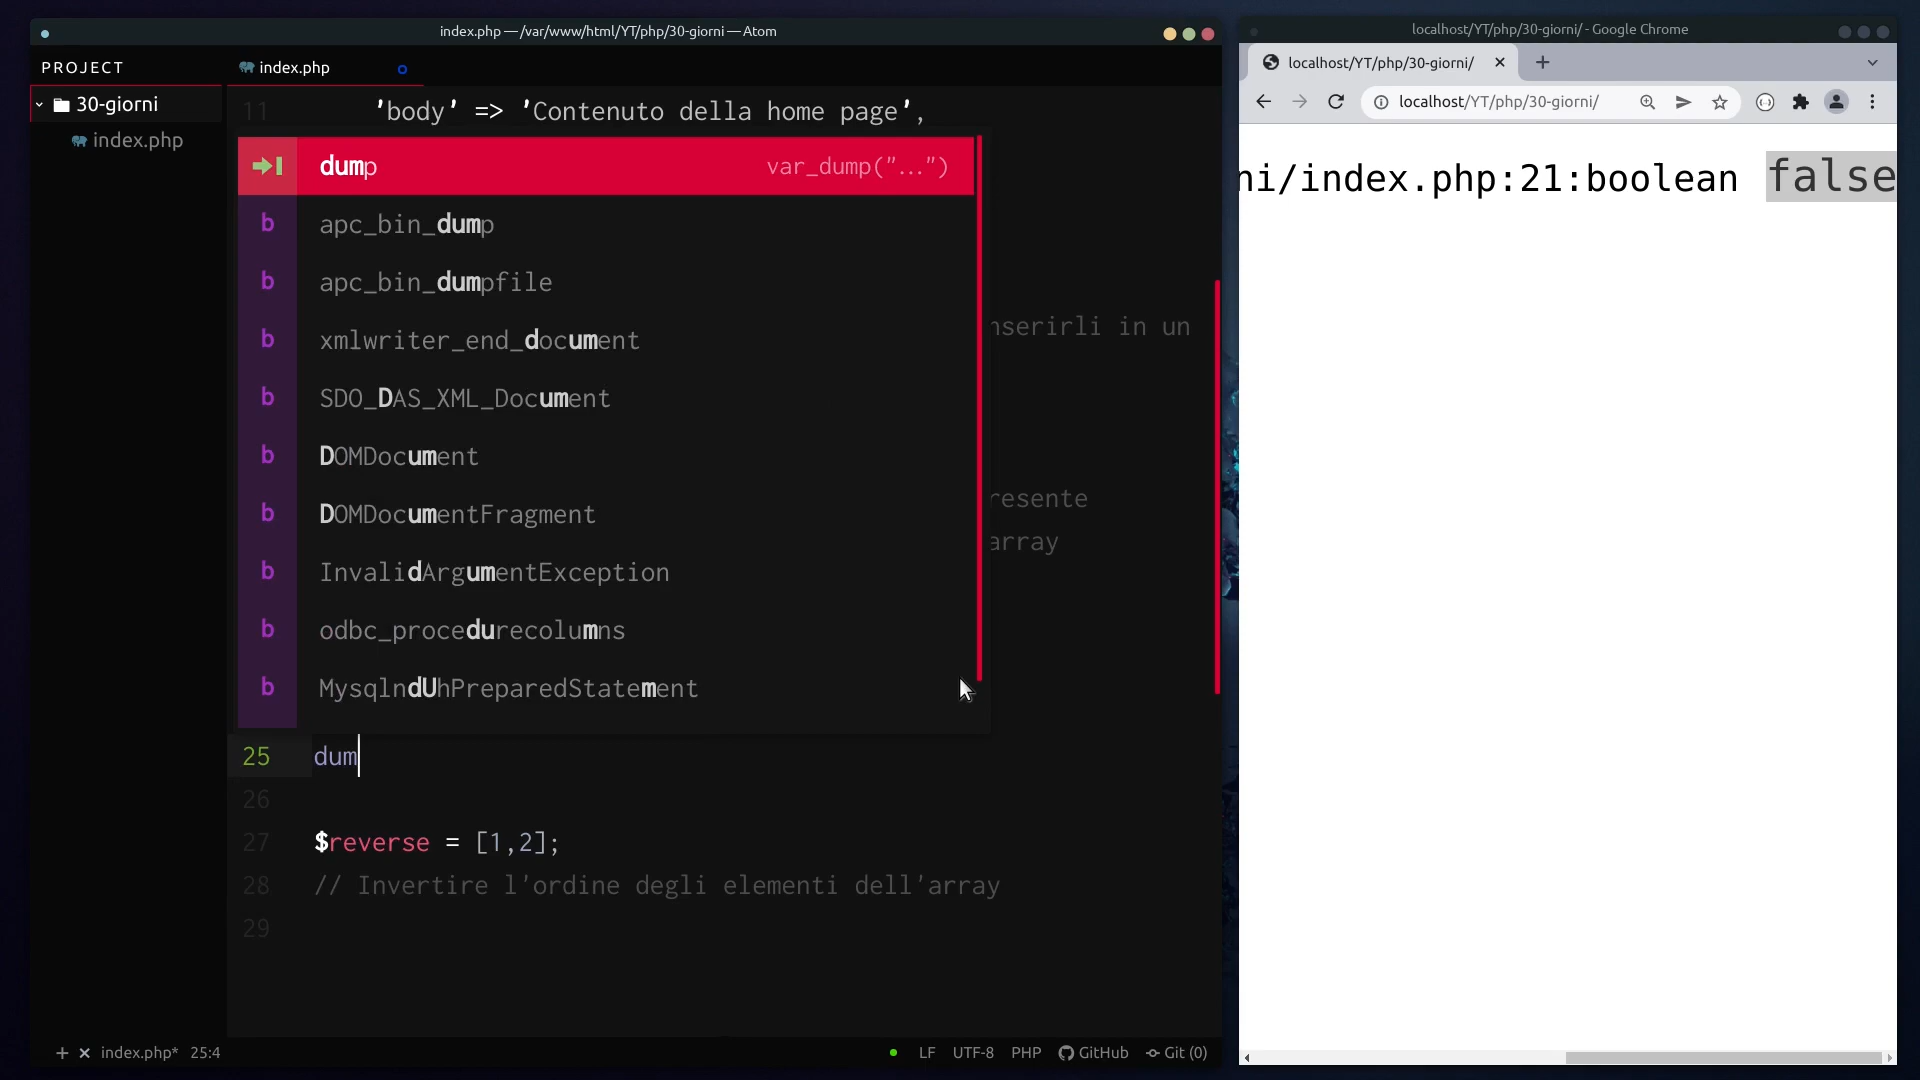 index.php — /var/www/html/YT/php/30-giorni — Atom
PROJECT
30-giorni
index.php
index.php
11 'body' => 'Contenuto della home page',
dump var_dump("...")
b apc_bin_dump
b apc_bin_dumpfile
b xmlwriter_end_document
b SDO_DAS_XML_Document
b DOMDocument
b DOMDocumentFragment
b InvalidArgumentException
b odbc_procedurecolumns
b MysqlndUhPreparedStatement
nserirli in un
resente
array
25 dum
26
27 $reverse = [1,2];
28 // Invertire l'ordine degli elementi dell'array
29
index.php* 25:4
LF UTF-8 PHP GitHub Git (0)
localhost/YT/php/30-giorni/ - Google Chrome
localhost/YT/php/30-giorni/
localhost/YT/php/30-giorni/
ni/index.php:21:boolean false